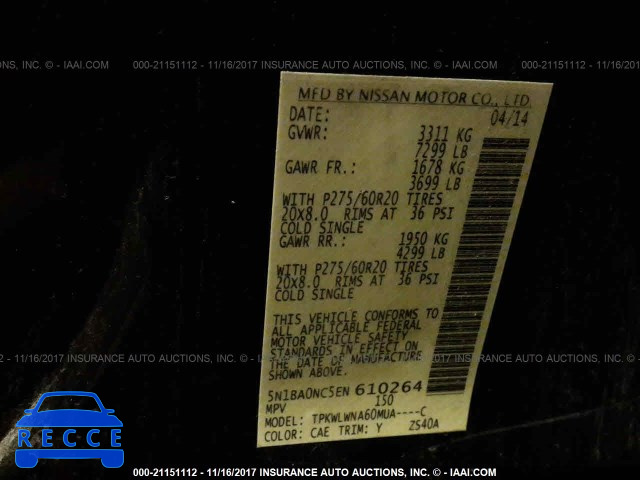 000-21151112 - 11/16/2017 INSURANCE AUTO AUCTIONS, INC. © - IAAI.COM
MFD BY NISSAN MOTOR CO., LTD.
DATE: 04/14
GVWR: 3311 KG
7299 LB
GAWR FR.: 1678 KG
3699 LB
WITH P275/60R20 TIRES
20X8.0 RIMS AT 36 PSI
COLD SINGLE
GAWR RR.: 1950 KG
4299 LB
WITH P275/60R20 TIRES
20X8.0 RIMS AT 36 PSI
COLD SINGLE
THIS VEHICLE CONFORMS TO
ALL APPLICABLE FEDERAL
MOTOR VEHICLE SAFETY
STANDARDS IN EFFECT ON
THE DATE OF MANUFACTURE
SHOWN ABOVE.
000-21151112 - 11/16/2017 INSURANCE AUTO AUCTIONS, INC. © - IAAI.COM
5N1BA0NC5EN 610264
MPV 150
MODEL: TPKWLWNA60MUA----C
COLOR: CAE TRIM: Y ZS40A
RECCE
000-21151112 - 11/16/2017 INSURANCE AUTO AUCTIONS, INC. © - IAAI.COM